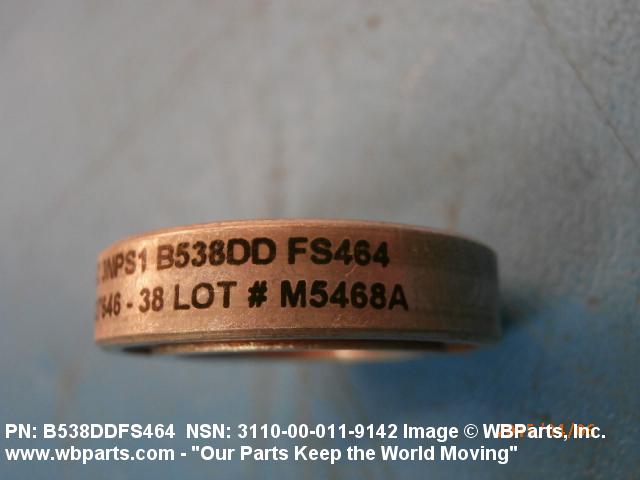 JNPS1 B538DD FS464
- 38 LOT # M5468A
PN: B538DDFS464 NSN: 3110-00-011-9142 Image © WBParts, Inc.
www.wbparts.com - "Our Parts Keep the World Moving"